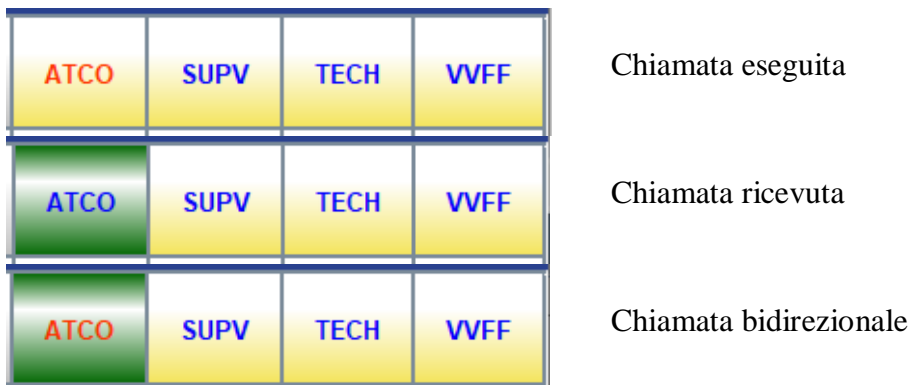 ATCO SUPV TECH VVFF Chiamata eseguita
ATCO SUPV TECH VVFF Chiamata ricevuta
ATCO SUPV TECH VVFF Chiamata bidirezionale